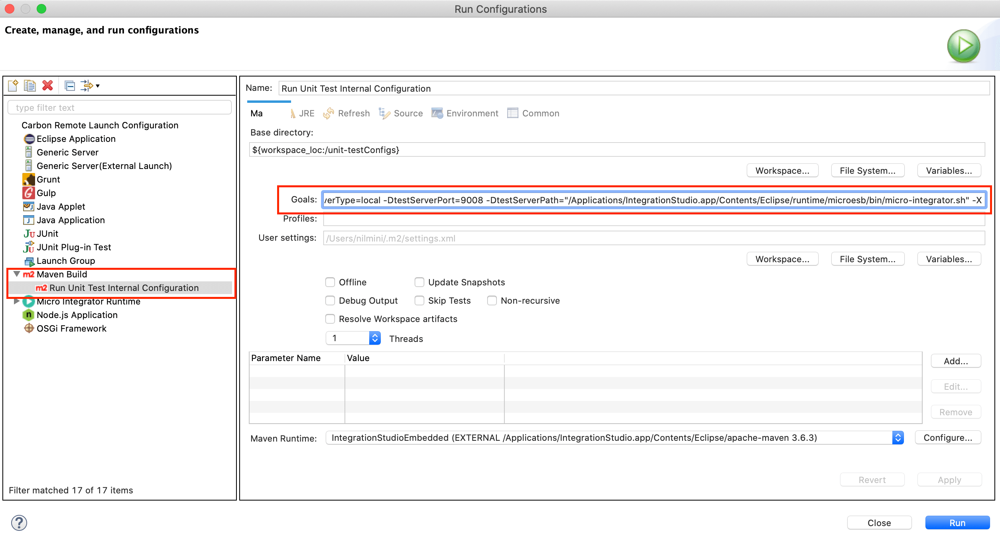 Run Configurations
Create, manage, and run configurations
type filter text
Carbon Remote Launch Configuration
Eclipse Application
Generic Server
Generic Server(External Launch)
Grunt
Gulp
Java Applet
Java Application
JUnit
JUnit Plug-in Test
Launch Group
m2 Maven Build
m2 Run Unit Test Internal Configuration
Micro Integrator Runtime
Node.js Application
OSGi Framework
Filter matched 17 of 17 items
Name: Run Unit Test Internal Configuration
Ma JRE Refresh Source Environment Common
Base directory:
${workspace_loc:/unit-testConfigs}
Workspace... File System... Variables...
Goals: verType=local -DtestServerPort=9008 -DtestServerPath="/Applications/IntegrationStudio.app/Contents/Eclipse/runtime/microesb/bin/micro-integrator.sh" -X
Profiles:
User settings: /Users/nilmini/.m2/settings.xml
Workspace... File System... Variables...
Offline Update Snapshots
Debug Output Skip Tests Non-recursive
Resolve Workspace artifacts
1 Threads
Parameter Name Value
Add...
Edit...
Remove
Maven Runtime: IntegrationStudioEmbedded (EXTERNAL /Applications/IntegrationStudio.app/Contents/Eclipse/apache-maven 3.6.3) Configure...
Revert Apply
? Close Run